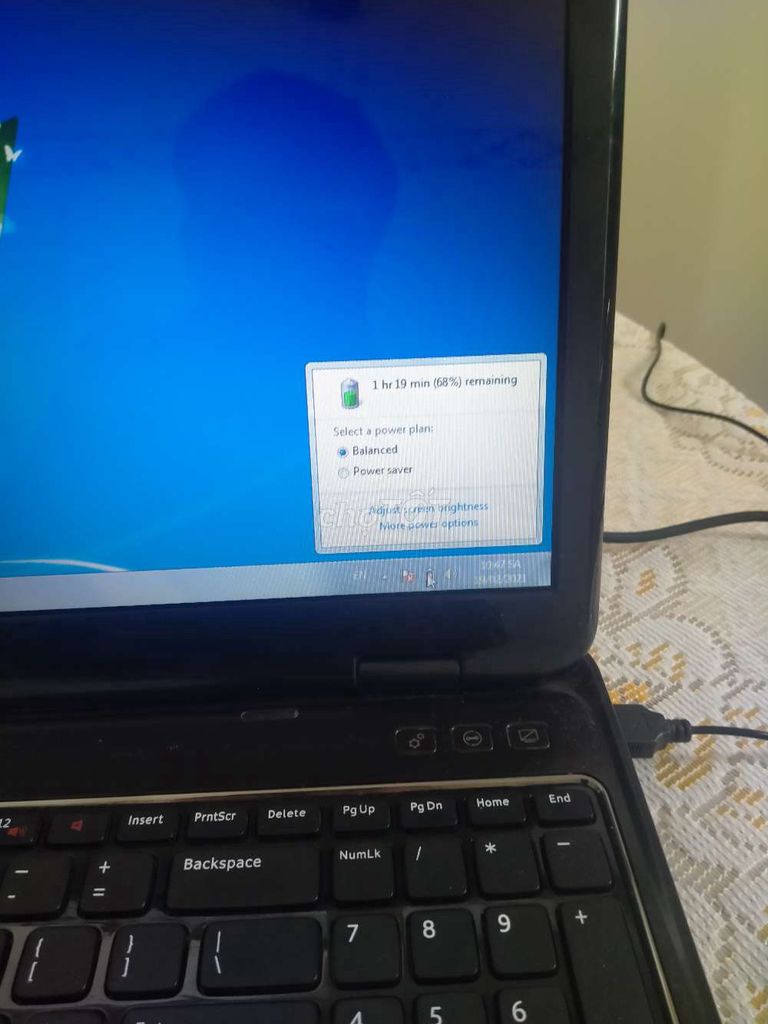 1 hr 19 min (68%) remaining
Select a power plan:
Balanced
Power saver
Adjust screen brightness
More power options
chợTỐT
EN
10:47 SA
Insert
PrntScr
Delete
Pg Up
Pg Dn
Home
End
Backspace
NumLk
/
*
-
+
=
7
8
9
+
{
[
}
]
|
\
4
5
6